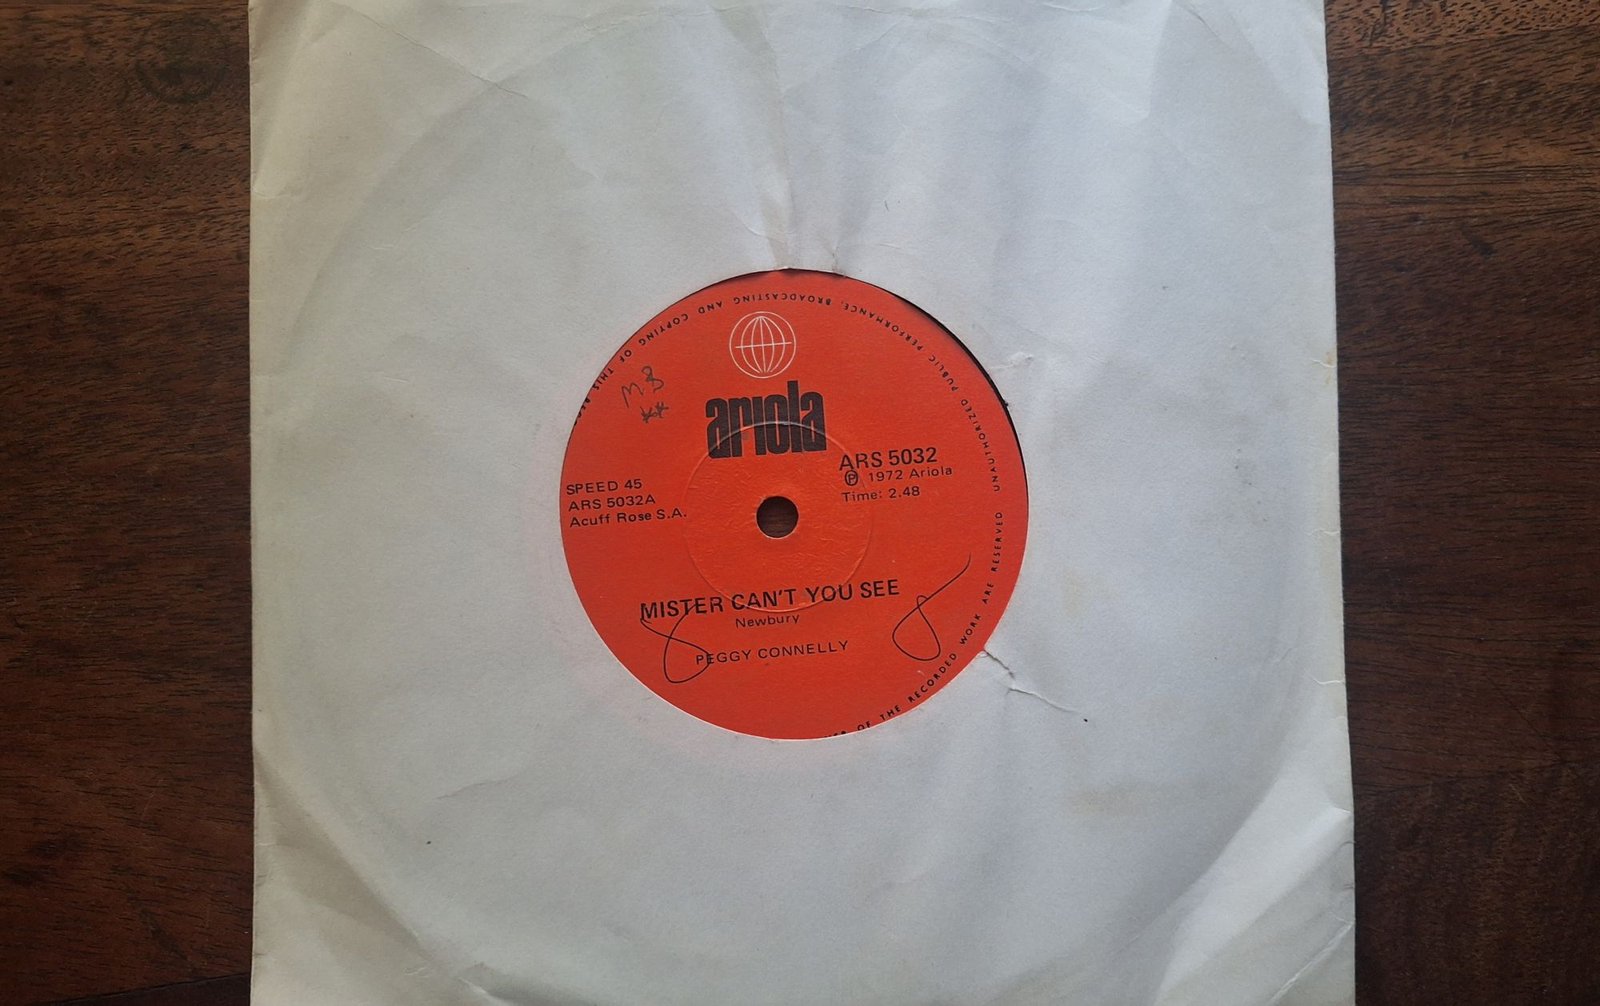 UNAUTHORIZED PUBLIC PERFORMANCE, BROADCASTING AND COPYING OF THIS
OF THE RECORDED WORK ARE RESERVED
M.B
**
ariola
SPEED 45
ARS 5032A
Acuff Rose S.A.
ARS 5032
℗ 1972 Ariola
Time: 2.48
MISTER CAN'T YOU SEE
Newbury
PEGGY CONNELLY